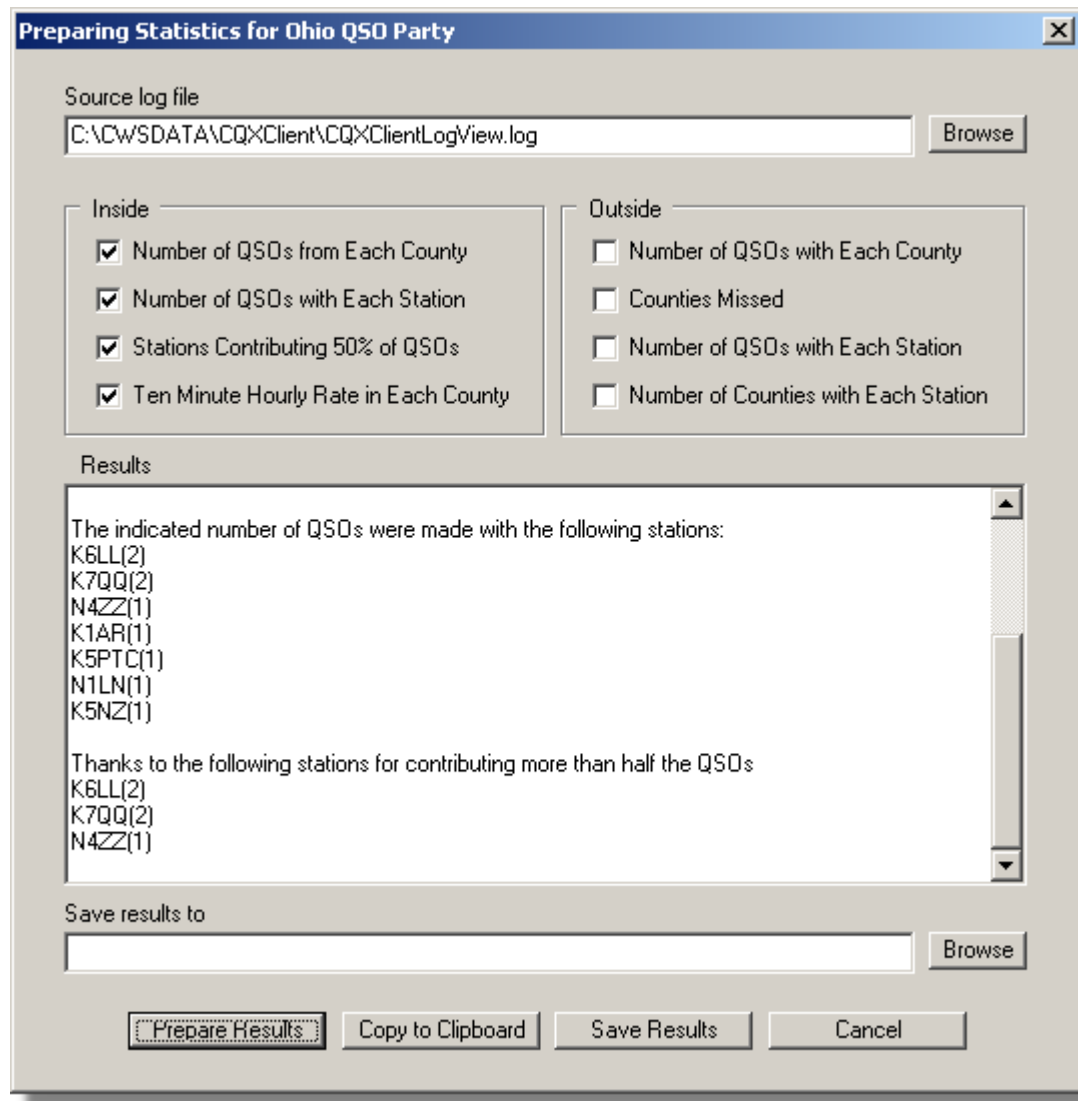 Preparing Statistics for Ohio QSO Party
Source log file
C:\CWSDATA\CQXClient\CQXClientLogView.log
Browse
Inside
Number of QSOs from Each County
Number of QSOs with Each Station
Stations Contributing 50% of QSOs
Ten Minute Hourly Rate in Each County
Outside
Number of QSOs with Each County
Counties Missed
Number of QSOs with Each Station
Number of Counties with Each Station
Results
The indicated number of QSOs were made with the following stations:
K6LL(2)
K7QQ(2)
N4ZZ(1)
K1AR(1)
K5PTC(1)
N1LN(1)
K5NZ(1)
Thanks to the following stations for contributing more than half the QSOs
K6LL(2)
K7QQ(2)
N4ZZ(1)
Save results to
Browse
Prepare Results
Copy to Clipboard
Save Results
Cancel